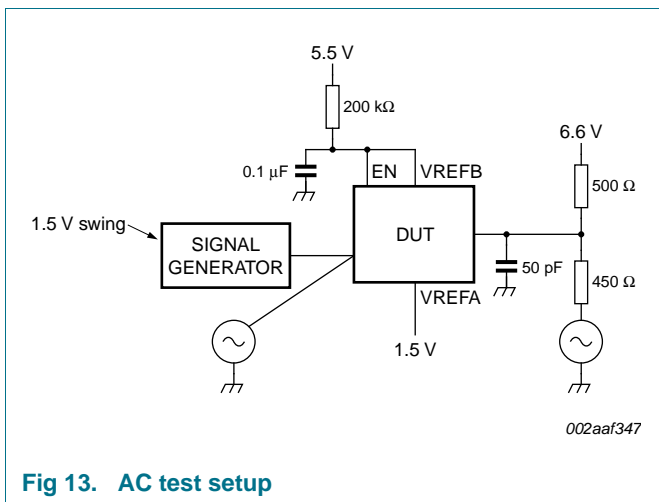 5.5 V
200 kΩ
6.6 V
0.1 μF
EN
VREFB
500 Ω
1.5 V swing
SIGNAL
GENERATOR
DUT
50 pF
450 Ω
VREFA
1.5 V
002aaf347
Fig 13. AC test setup